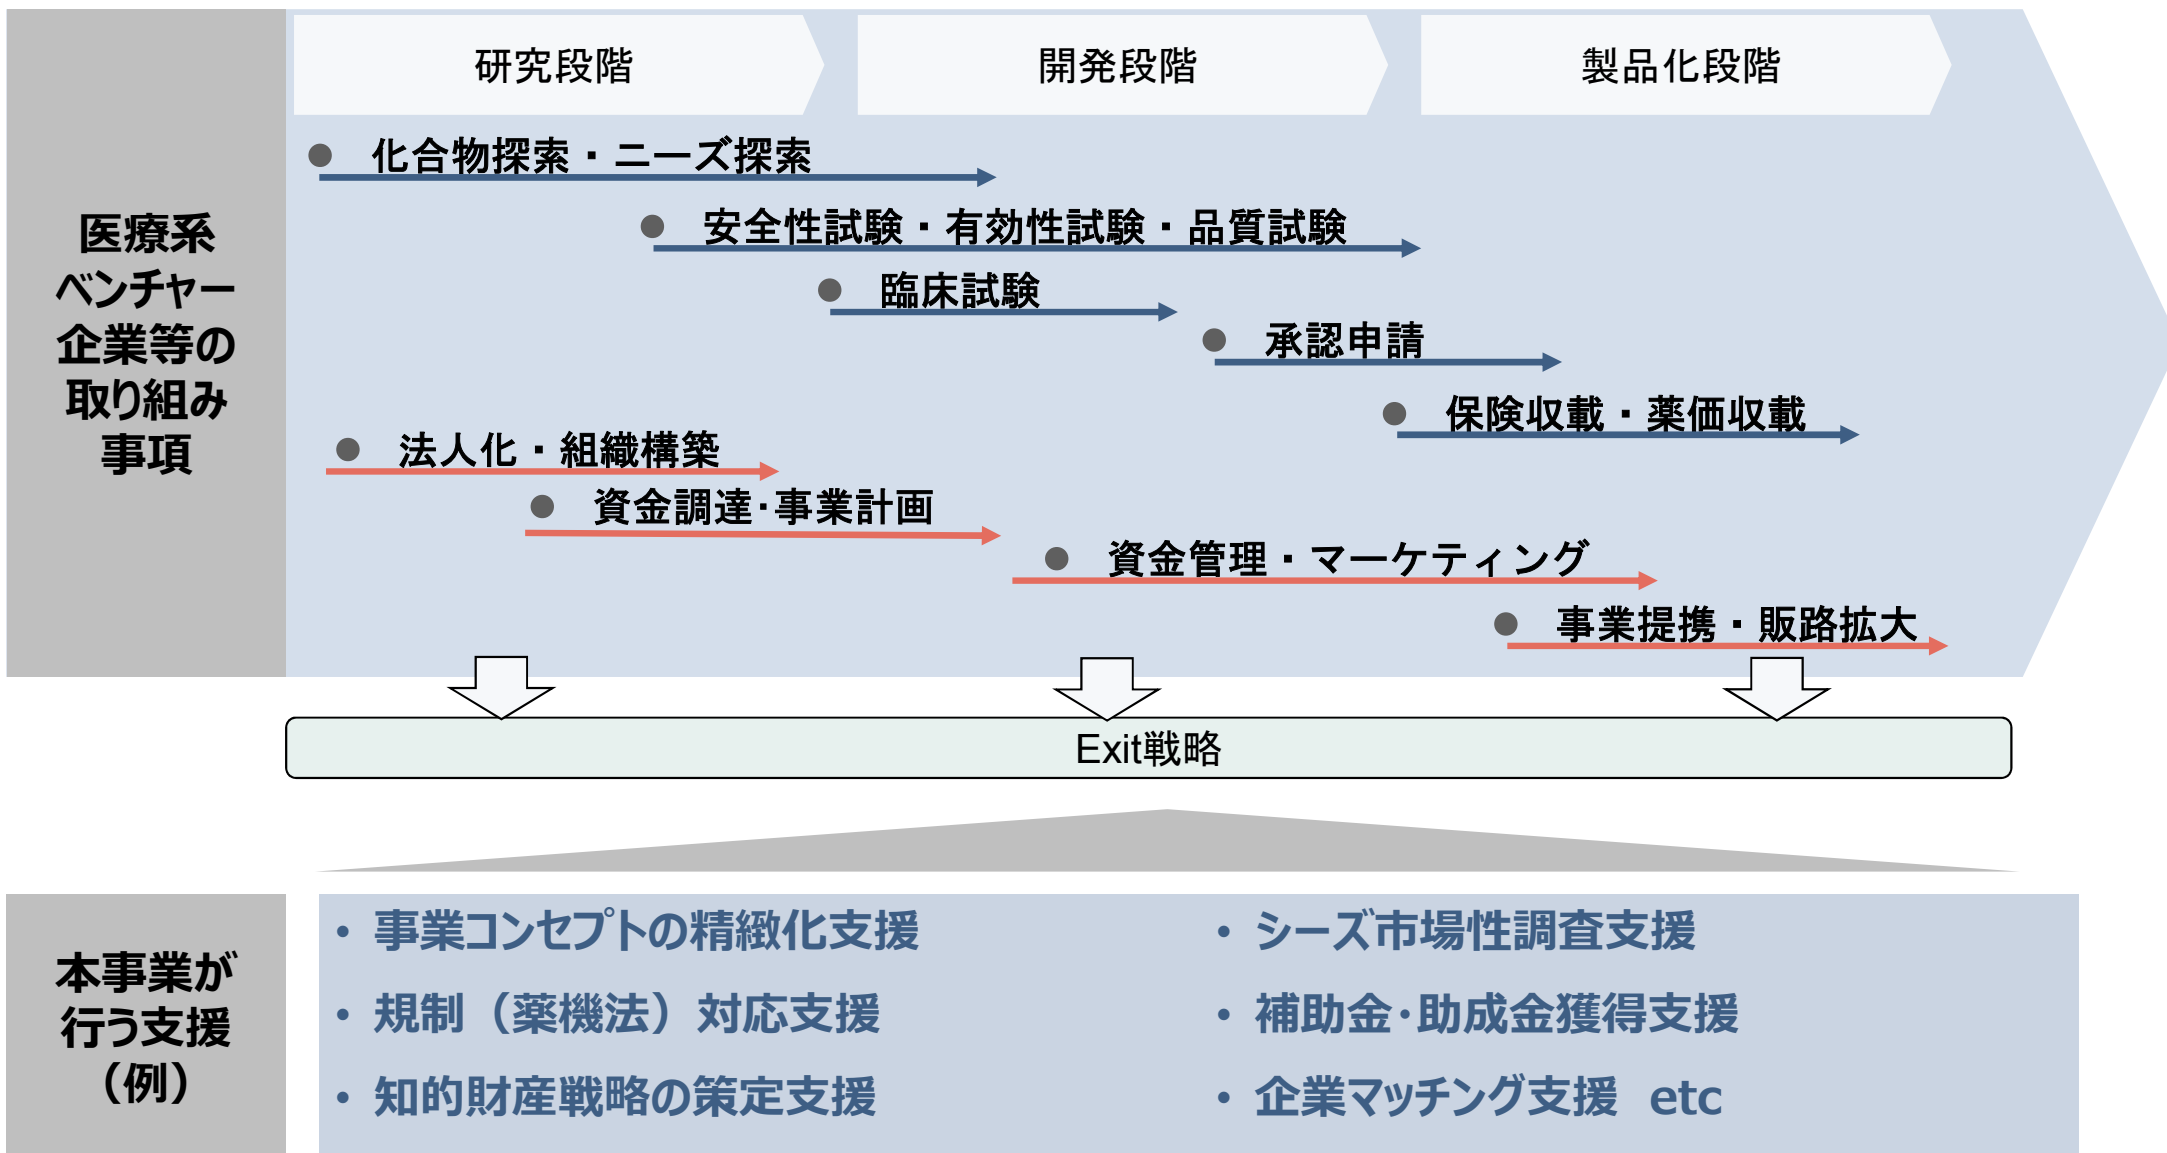 研究段階
開発段階
製品化段階
医療系
ベンチャー
企業等の
取り組み
事項
● 化合物探索・ニーズ探索
● 安全性試験・有効性試験・品質試験
● 臨床試験
● 承認申請
● 保険収載・薬価収載
● 法人化・組織構築
● 資金調達・事業計画
● 資金管理・マーケティング
● 事業提携・販路拡大
Exit戦略
本事業が
行う支援
（例）
• 事業コンセプトの精緻化支援
• 規制（薬機法）対応支援
• 知的財産戦略の策定支援
• シーズ市場性調査支援
• 補助金・助成金獲得支援
• 企業マッチング支援 etc